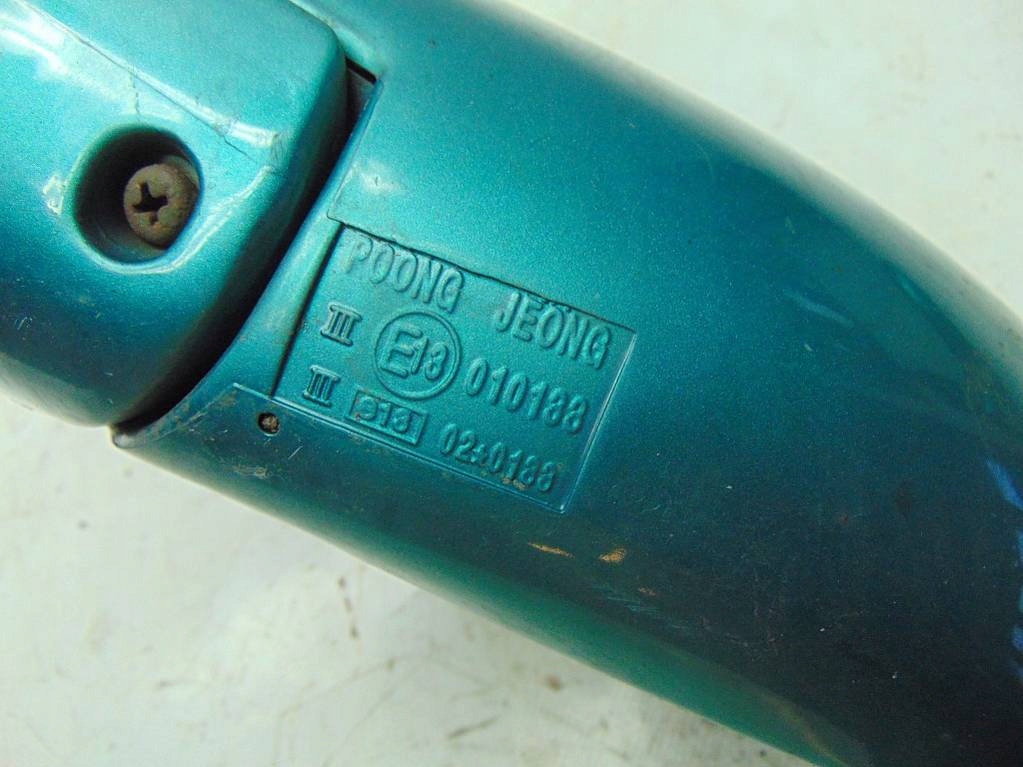 POONG JEONG
III E13 010188
III e13 02*0188